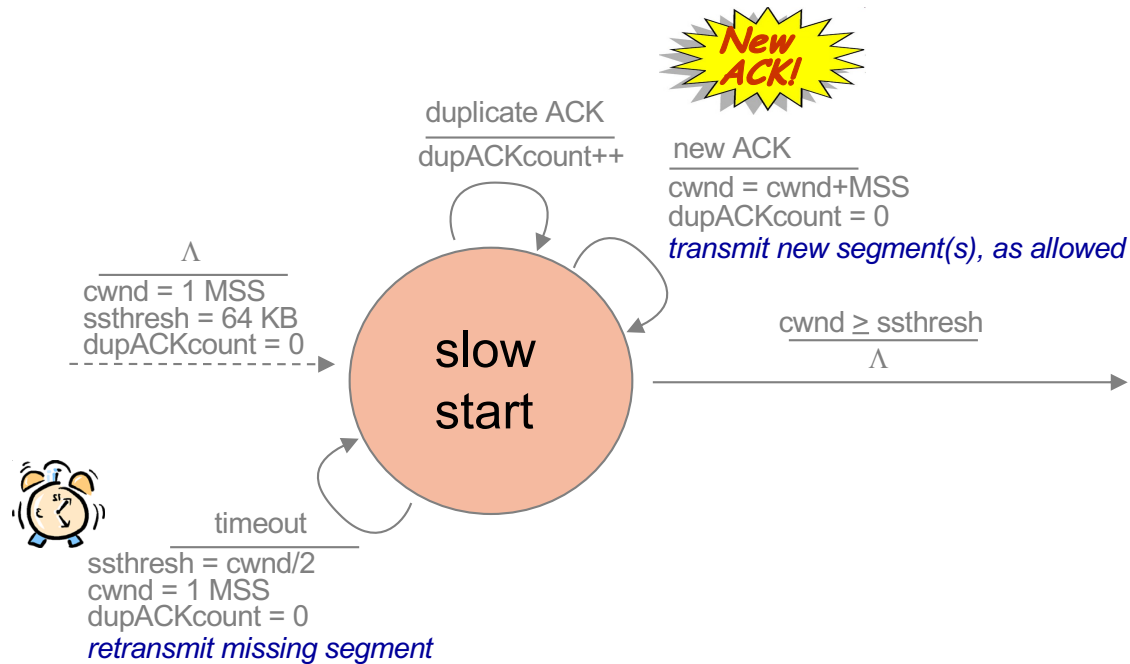 New
ACK!
duplicate ACK
dupACKcount++
new ACK
cwnd = cwnd+MSS
dupACKcount = 0
transmit new segment(s), as allowed
Λ
cwnd = 1 MSS
ssthresh = 64 KB
dupACKcount = 0
slow
start
cwnd ≥ ssthresh
Λ
timeout
ssthresh = cwnd/2
cwnd = 1 MSS
dupACKcount = 0
retransmit missing segment